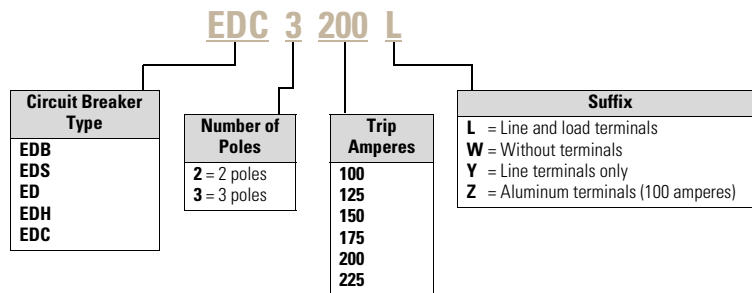 EDC 3 200 L
Circuit Breaker
Type
EDB
EDS
ED
EDH
EDC
Number of
Poles
2 = 2 poles
3 = 3 poles
Trip
Amperes
100
125
150
175
200
225
Suffix
L = Line and load terminals
W = Without terminals
Y = Line terminals only
Z = Aluminum terminals (100 amperes)